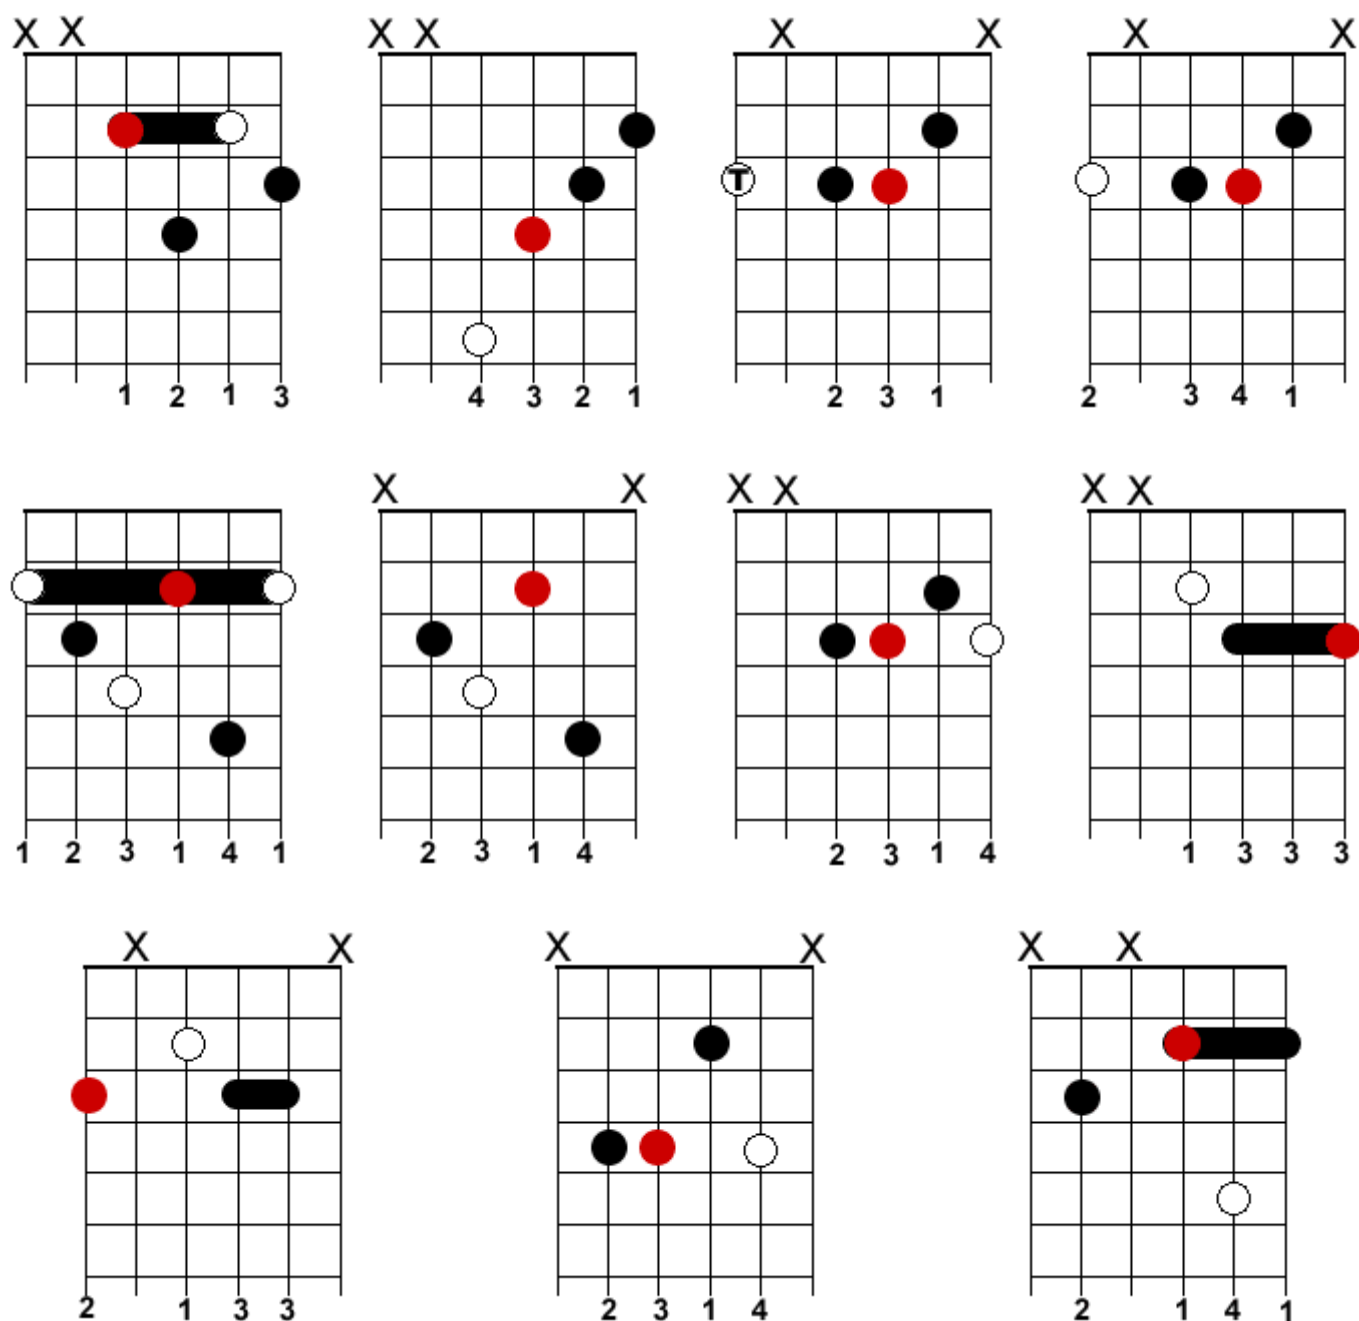 X X X X X X X X
T
1 2 1 3 4 3 2 1 2 3 1 2 3 4 1
X X X X X X
1 2 3 1 4 1 2 3 1 4 2 3 1 4 1 3 3 3
X X X X X X
2 1 3 3 2 3 1 4 2 1 4 1